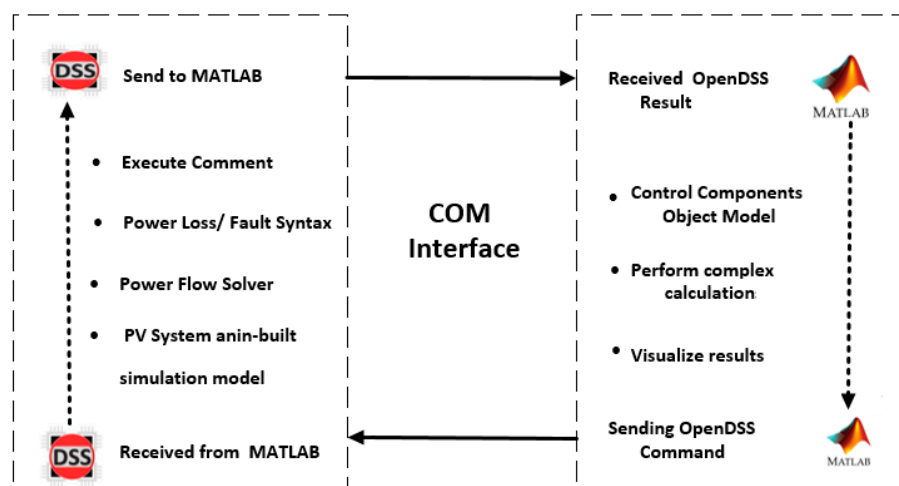 DSS
Send to MATLAB
• Execute Comment
• Power Loss/ Fault Syntax
• Power Flow Solver
• PV System anin-built
simulation model
DSS
Received from MATLAB
COM
Interface
Received OpenDSS
Result
MATLAB
• Control Components
Object Model
• Perform complex
calculation
• Visualize results
Sending OpenDSS
Command
MATLAB